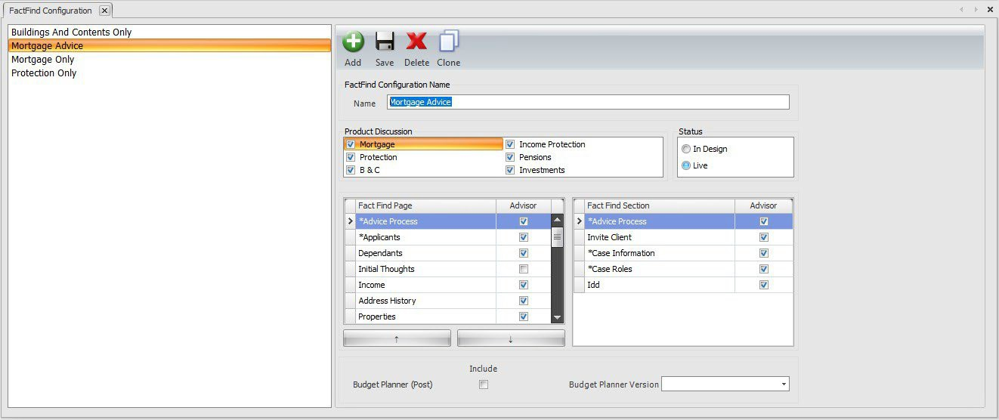 FactFind Configuration
Buildings And Contents Only
Mortgage Advice
Mortgage Only
Protection Only
Add Save Delete Clone
FactFind Configuration Name
Name Mortgage Advice
Product Discussion Status
Mortgage Income Protection
Protection Pensions
B & C Investments
In Design
Live
Fact Find Page Advisor
*Advice Process
*Applicants
Dependants
Initial Thoughts
Income
Address History
Properties
↑ ↓
Fact Find Section Advisor
*Advice Process
Invite Client
*Case Information
*Case Roles
Idd
Include
Budget Planner (Post) Budget Planner Version